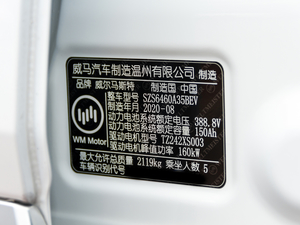 威马汽车制造温州有限公司 制造
品牌 威尔马斯特 制造国 中国
整车型号 SZS6460A35BEV
制造年月 2020-08
动力电池系统额定电压 388.8V
动力电池系统额定容量 150Ah
驱动电机型号 TZ242XS003
驱动电机峰值功率 160kW
WM Motor
最大允许总质量 2119kg 乘坐人数 5
车辆识别代号